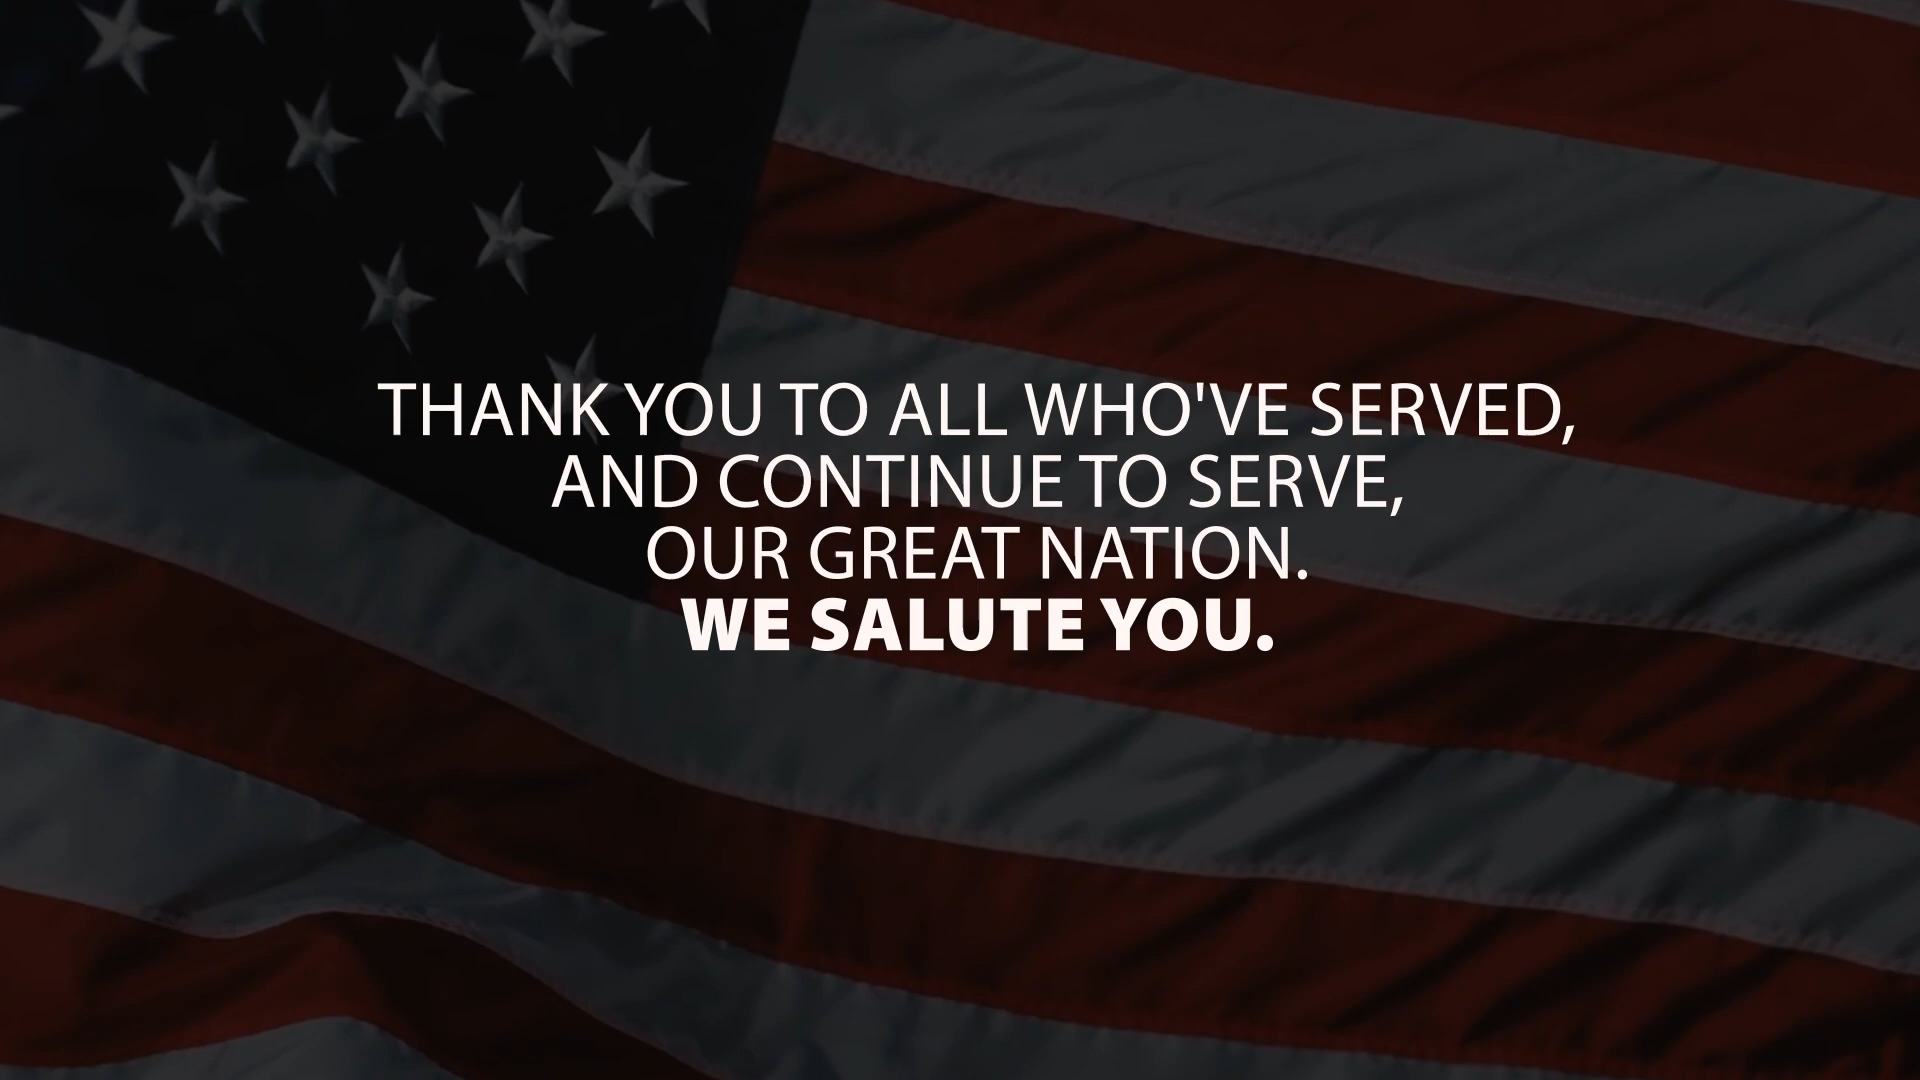 THANK YOU TO ALL WHO'VE SERVED,
AND CONTINUE TO SERVE,
OUR GREAT NATION.
WE SALUTE YOU.